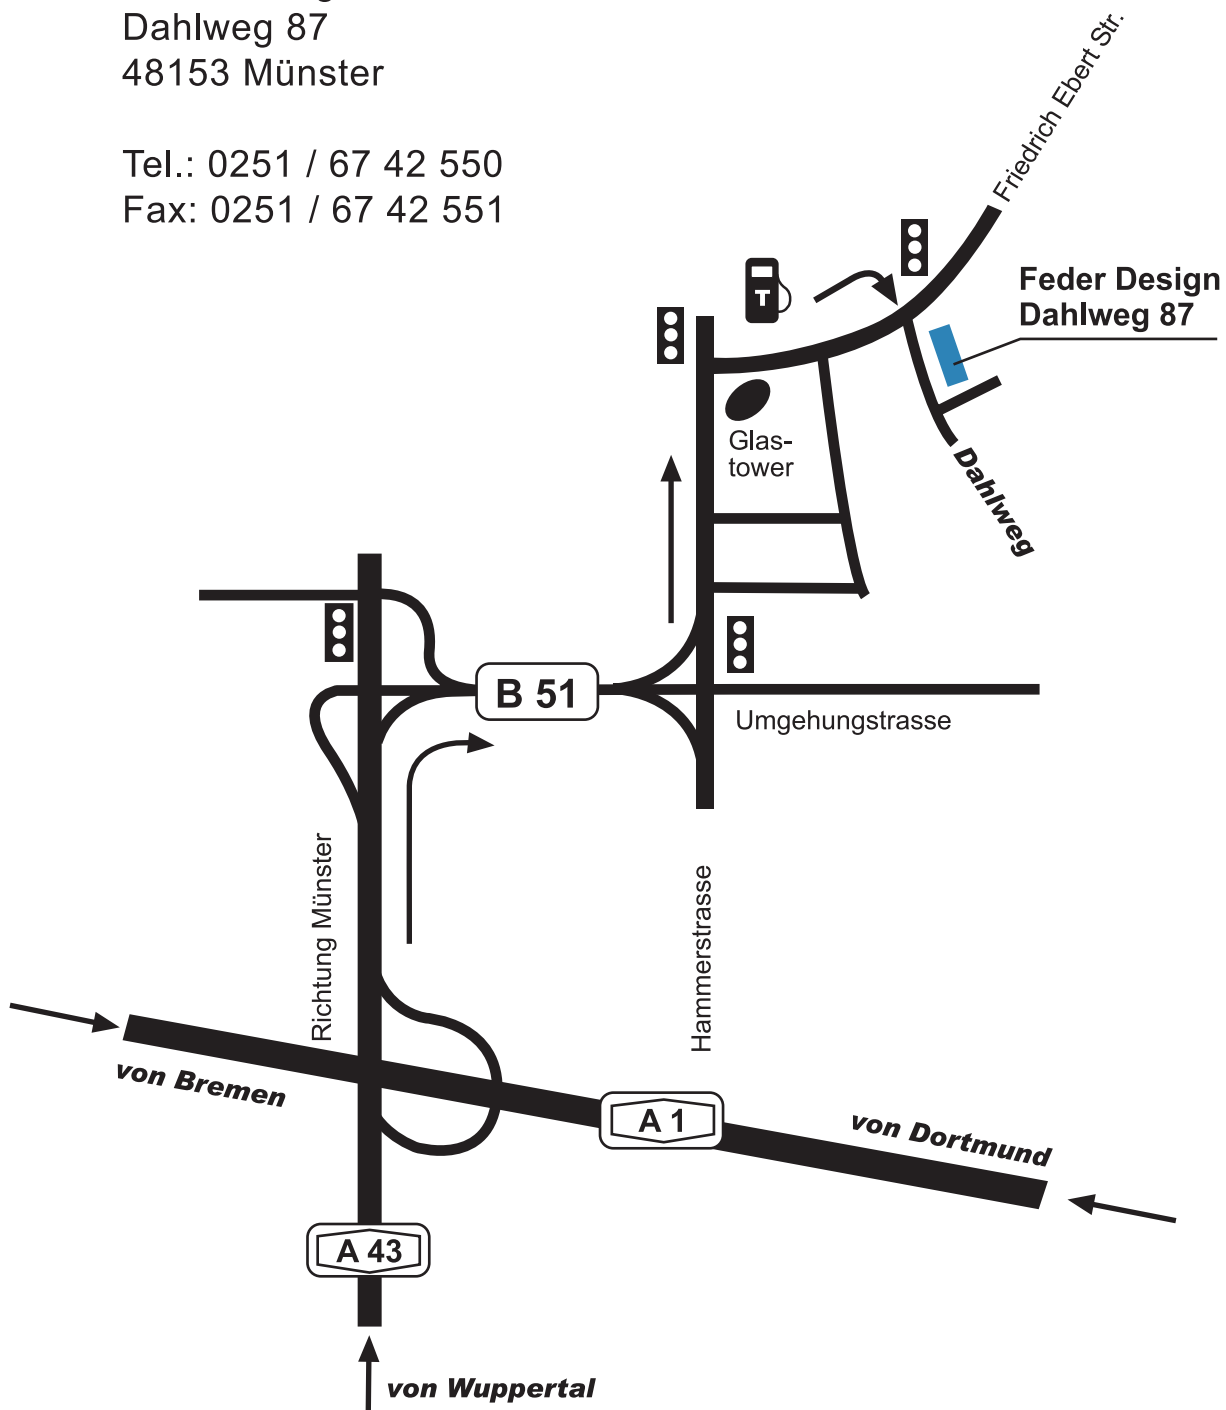 Dahlweg 87
48153 Münster
Tel.: 0251 / 67 42 550
Fax: 0251 / 67 42 551
Friedrich Ebert Str.
Feder Design
Dahlweg 87
T
Glas-
tower
Dahlweg
B 51
Umgehungstrasse
Richtung Münster
Hammerstrasse
von Bremen
A 1
von Dortmund
A 43
von Wuppertal